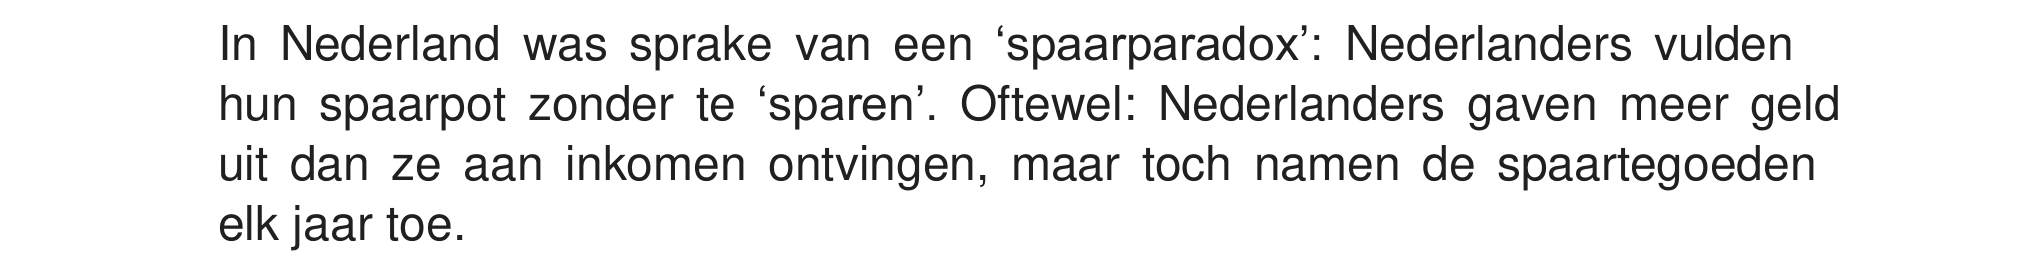 In Nederland was sprake van een ‘spaarparadox’: Nederlanders vulden
hun spaarpot zonder te ‘sparen’. Oftewel: Nederlanders gaven meer geld
uit dan ze aan inkomen ontvingen, maar toch namen de spaartegoeden
elk jaar toe.